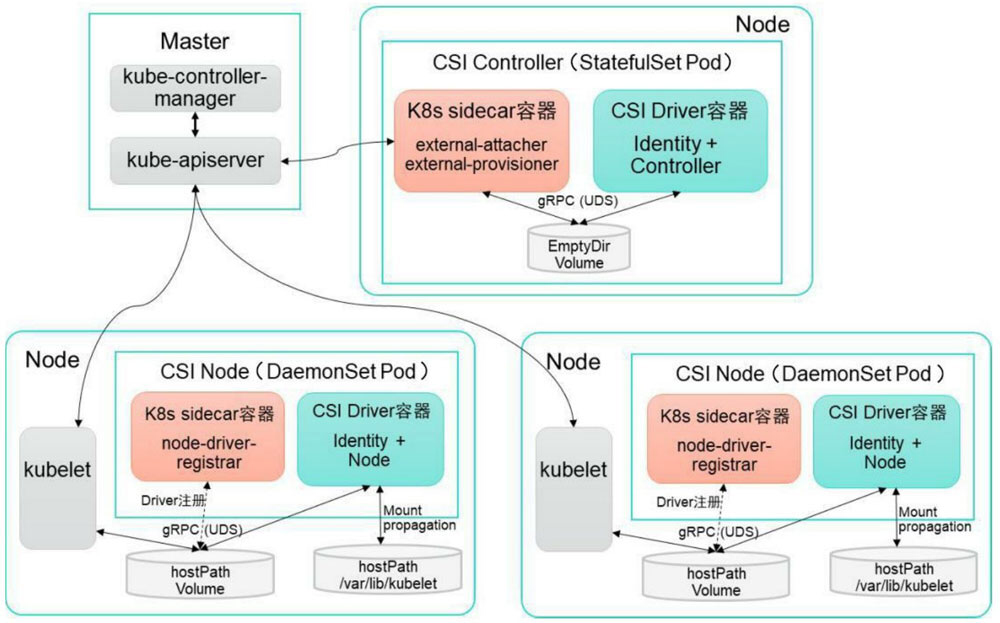 Master
kube-controller-
manager
kube-apiserver
Node
CSI Controller（StatefulSet Pod）
K8s sidecar容器
external-attacher
external-provisioner
CSI Driver容器
Identity +
Controller
gRPC (UDS)
EmptyDir
Volume
Node
CSI Node（DaemonSet Pod）
kubelet
K8s sidecar容器
node-driver-
registrar
CSI Driver容器
Identity +
Node
Driver注册
gRPC (UDS)
Mount
propagation
hostPath
Volume
hostPath
/var/lib/kubelet
Node
CSI Node（DaemonSet Pod）
kubelet
K8s sidecar容器
node-driver-
registrar
CSI Driver容器
Identity +
Node
Driver注册
gRPC (UDS)
Mount
propagation
hostPath
Volume
hostPath
/var/lib/kubelet